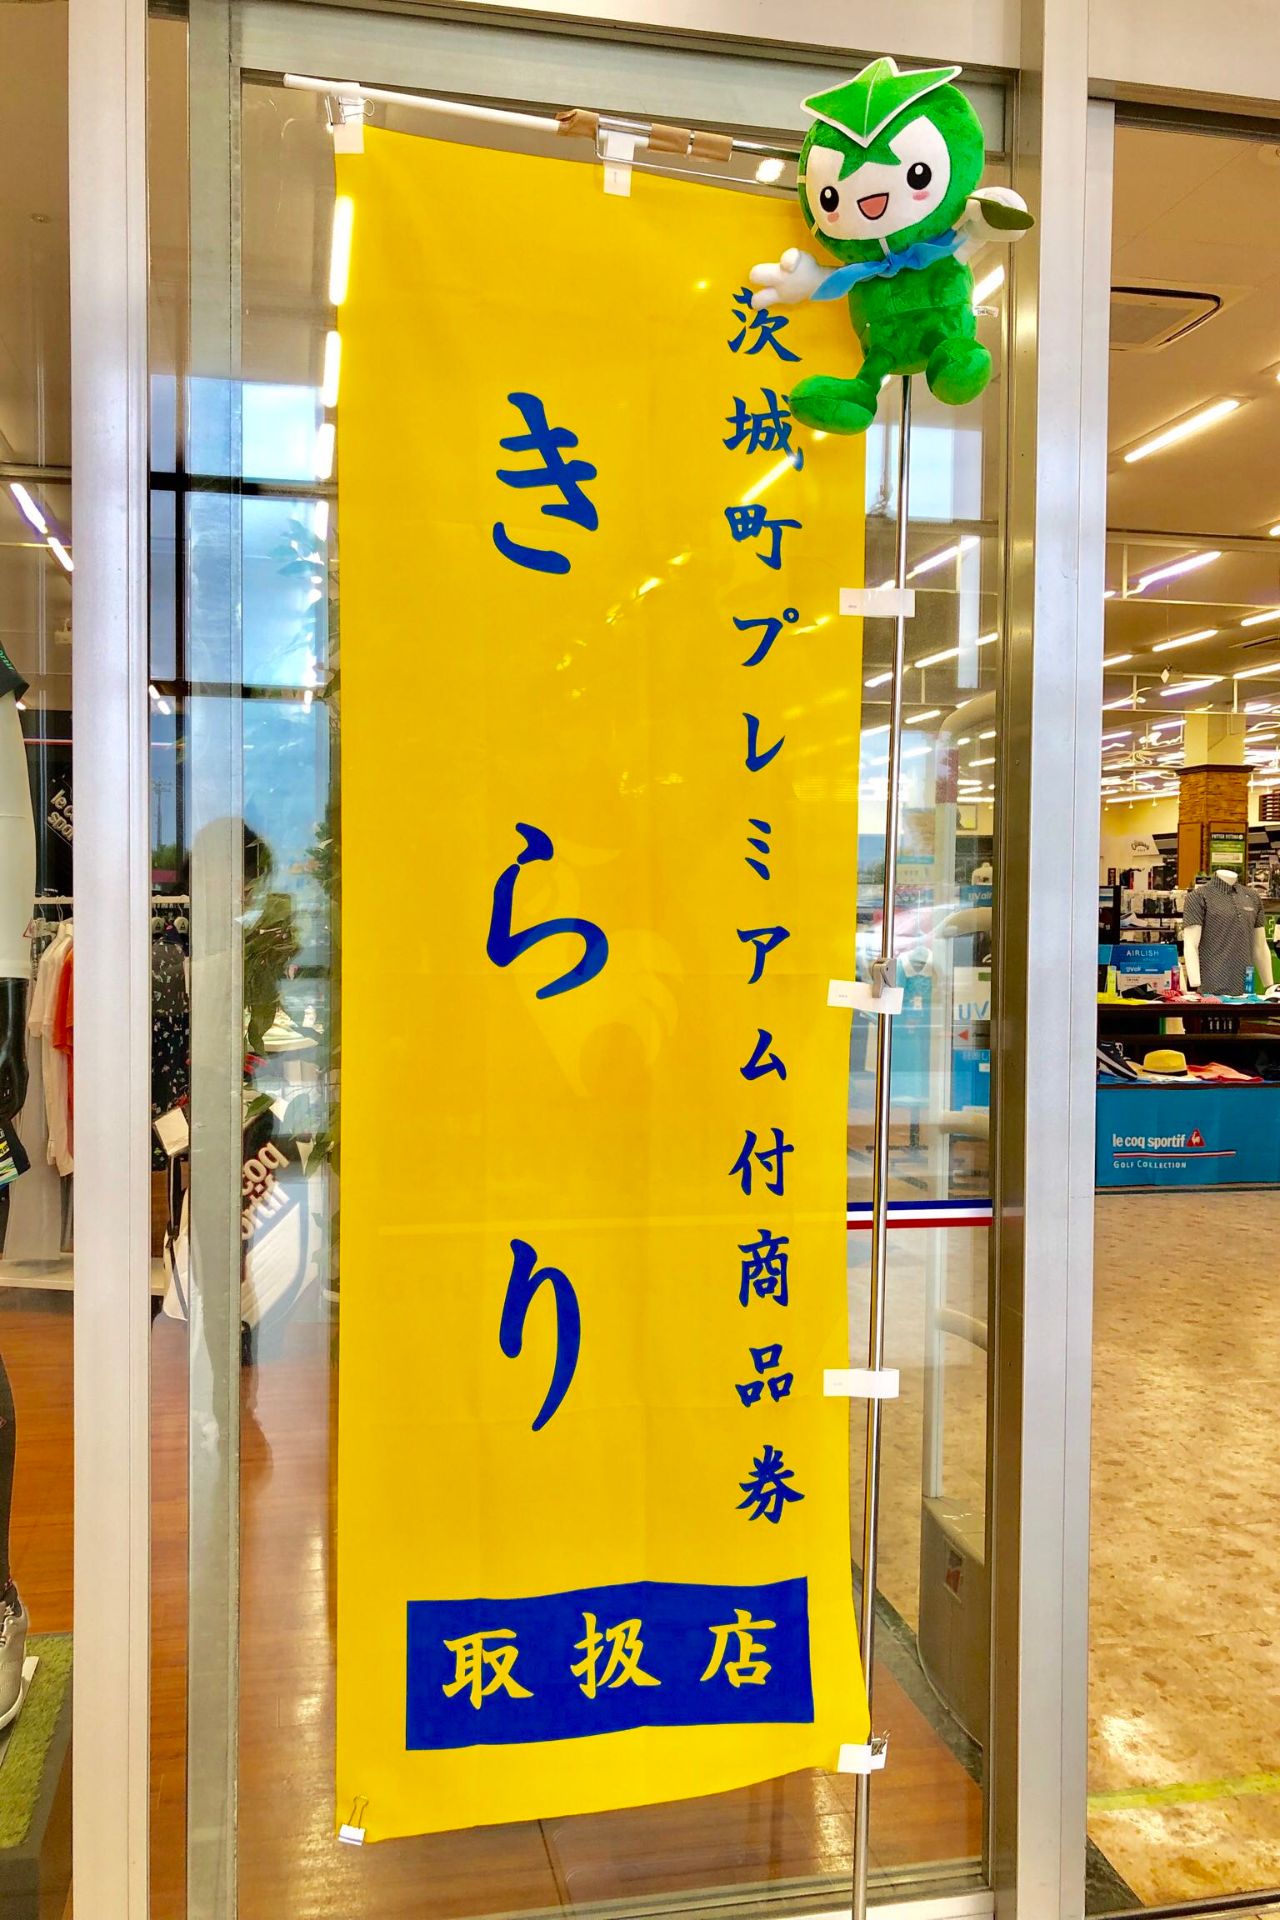 茨城町プレミアム付商品券
きらり
取扱店
le coq sportif
GOLF COLLECTION
AIRLISH